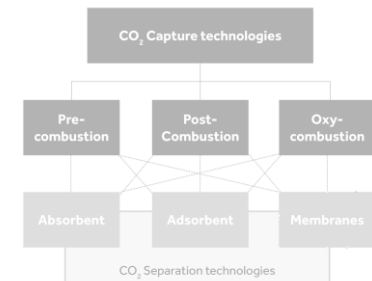 CO₂ Capture technologies
Pre-
combustion
Post-
Combustion
Oxy-
combustion
Absorbent
Adsorbent
Membranes
CO₂ Separation technologies